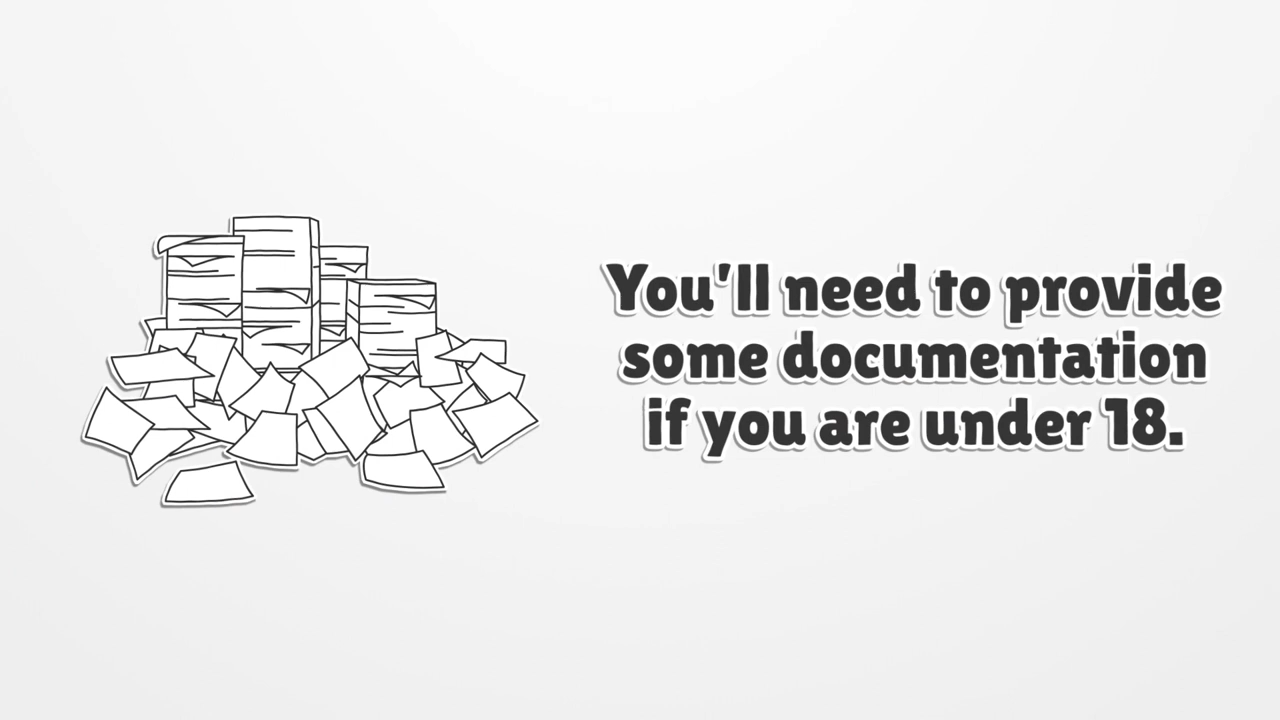 You'll need to provide
some documentation
if you are under 18.